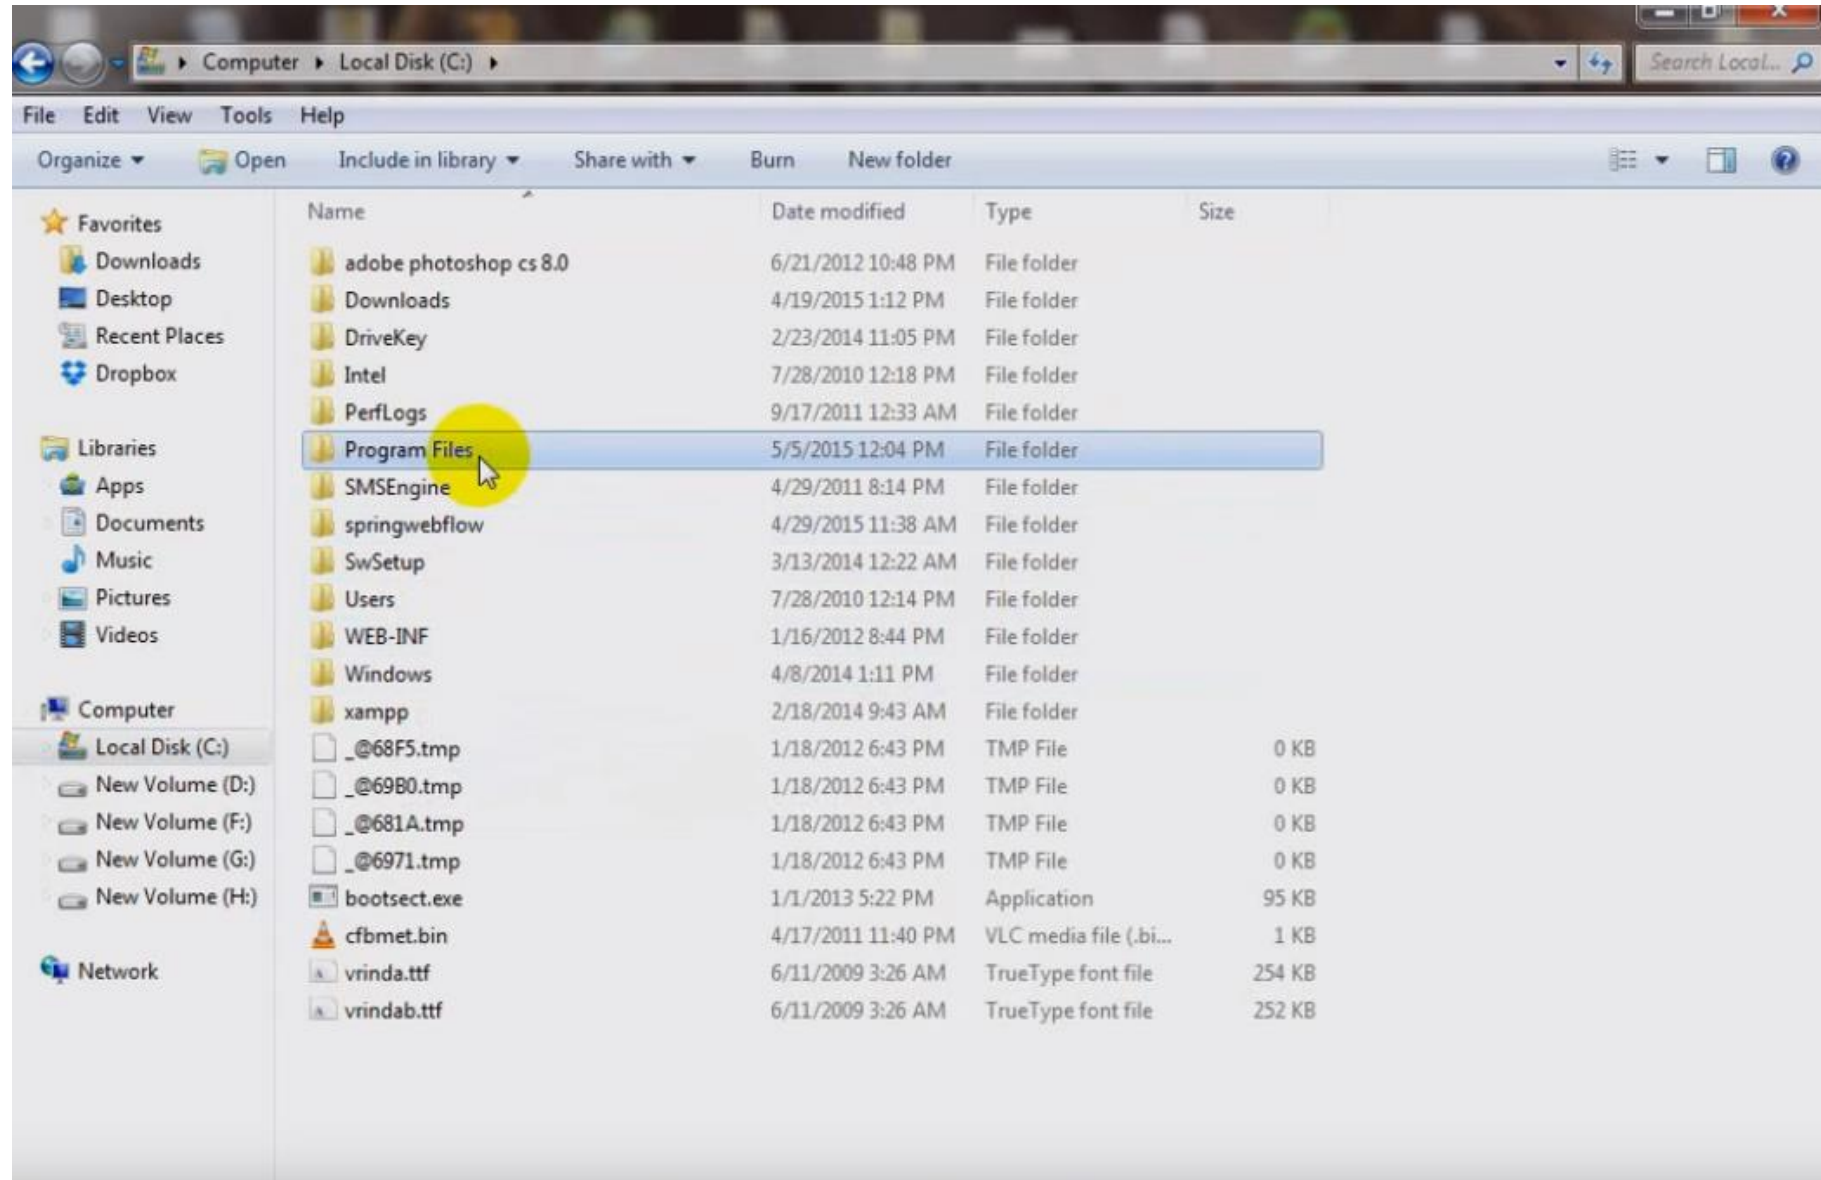 Computer Local Disk (C:) Search Local...
File Edit View Tools Help
Organize Open Include in library Share with Burn New folder
Favorites
Downloads
Desktop
Recent Places
Dropbox
Libraries
Apps
Documents
Music
Pictures
Videos
Computer
Local Disk (C:)
New Volume (D:)
New Volume (F:)
New Volume (G:)
New Volume (H:)
Network
Name Date modified Type Size
adobe photoshop cs 8.0 6/21/2012 10:48 PM File folder
Downloads 4/19/2015 1:12 PM File folder
DriveKey 2/23/2014 11:05 PM File folder
Intel 7/28/2010 12:18 PM File folder
PerfLogs 9/17/2011 12:33 AM File folder
Program Files 5/5/2015 12:04 PM File folder
SMSEngine 4/29/2011 8:14 PM File folder
springwebflow 4/29/2015 11:38 AM File folder
SwSetup 3/13/2014 12:22 AM File folder
Users 7/28/2010 12:14 PM File folder
WEB-INF 1/16/2012 8:44 PM File folder
Windows 4/8/2014 1:11 PM File folder
xampp 2/18/2014 9:43 AM File folder
_@68F5.tmp 1/18/2012 6:43 PM TMP File 0 KB
_@69B0.tmp 1/18/2012 6:43 PM TMP File 0 KB
_@681A.tmp 1/18/2012 6:43 PM TMP File 0 KB
_@6971.tmp 1/18/2012 6:43 PM TMP File 0 KB
bootsect.exe 1/1/2013 5:22 PM Application 95 KB
cfbmet.bin 4/17/2011 11:40 PM VLC media file (.bi... 1 KB
vrinda.ttf 6/11/2009 3:26 AM TrueType font file 254 KB
vrindab.ttf 6/11/2009 3:26 AM TrueType font file 252 KB